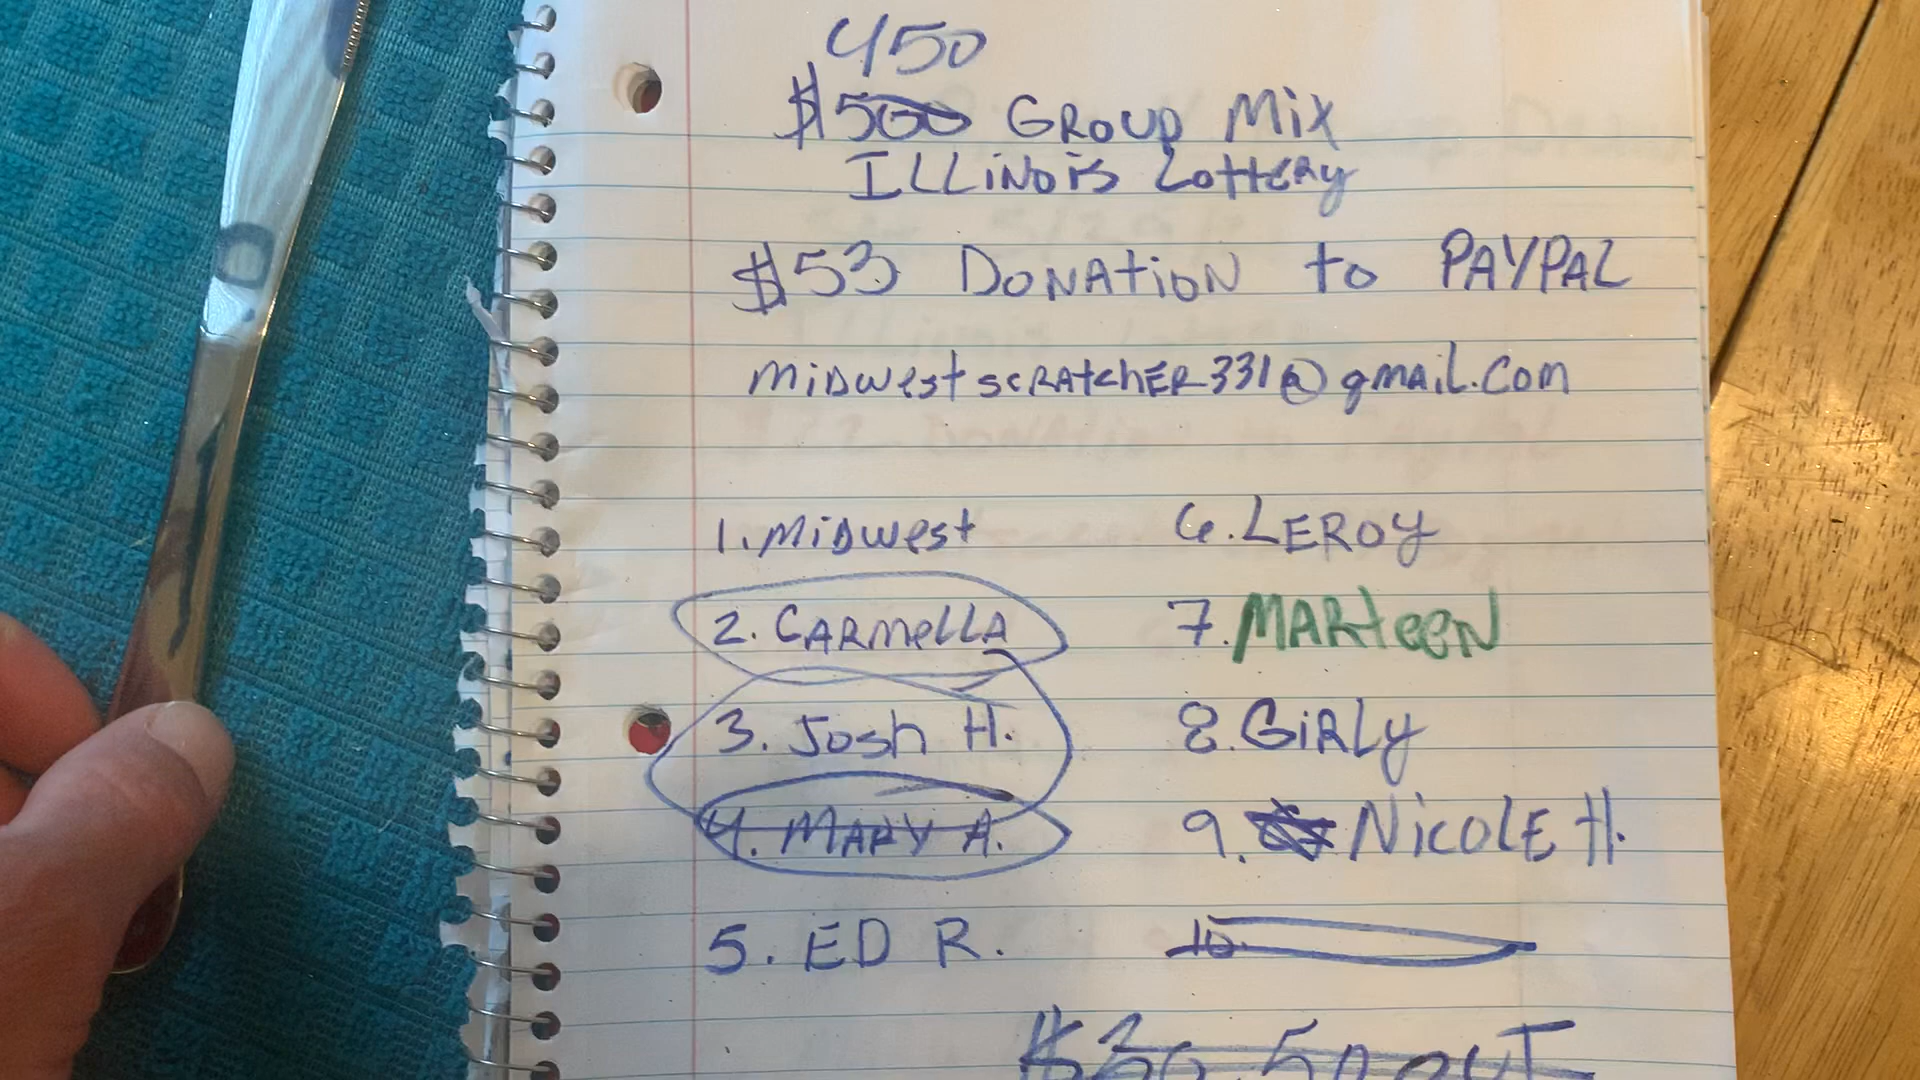 450
$500 GROUP MIX
ILLINOIS LOTTERY
$53 DONATION to PAYPAL
MIDWESTSCRATCHER331@gmail.com
1. MIDWEST
2. CARMELLA
3. JOSH H.
4. MARY A.
5. ED R.
6. LEROY
7. MARTEEN
8. GIRLY
9. NICOLE H.
10.